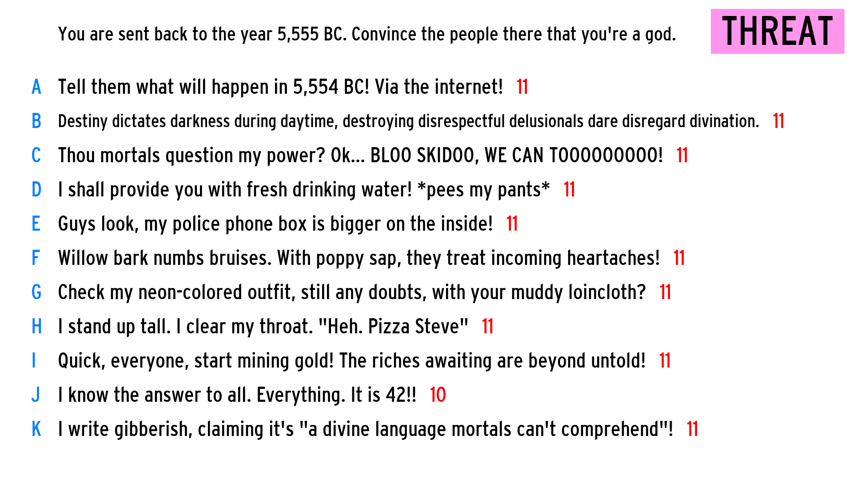 You are sent back to the year 5,555 BC. Convince the people there that you're a god.
THREAT
A Tell them what will happen in 5,554 BC! Via the internet! 11
B Destiny dictates darkness during daytime, destroying disrespectful delusionals dare disregard divination. 11
C Thou mortals question my power? Ok... BLOO SKIDOO, WE CAN TOOOOOOOOO! 11
D I shall provide you with fresh drinking water! *pees my pants* 11
E Guys look, my police phone box is bigger on the inside! 11
F Willow bark numbs bruises. With poppy sap, they treat incoming heartaches! 11
G Check my neon-colored outfit, still any doubts, with your muddy loincloth? 11
H I stand up tall. I clear my throat. "Heh. Pizza Steve" 11
I Quick, everyone, start mining gold! The riches awaiting are beyond untold! 11
J I know the answer to all. Everything. It is 42!! 10
K I write gibberish, claiming it's "a divine language mortals can't comprehend"! 11